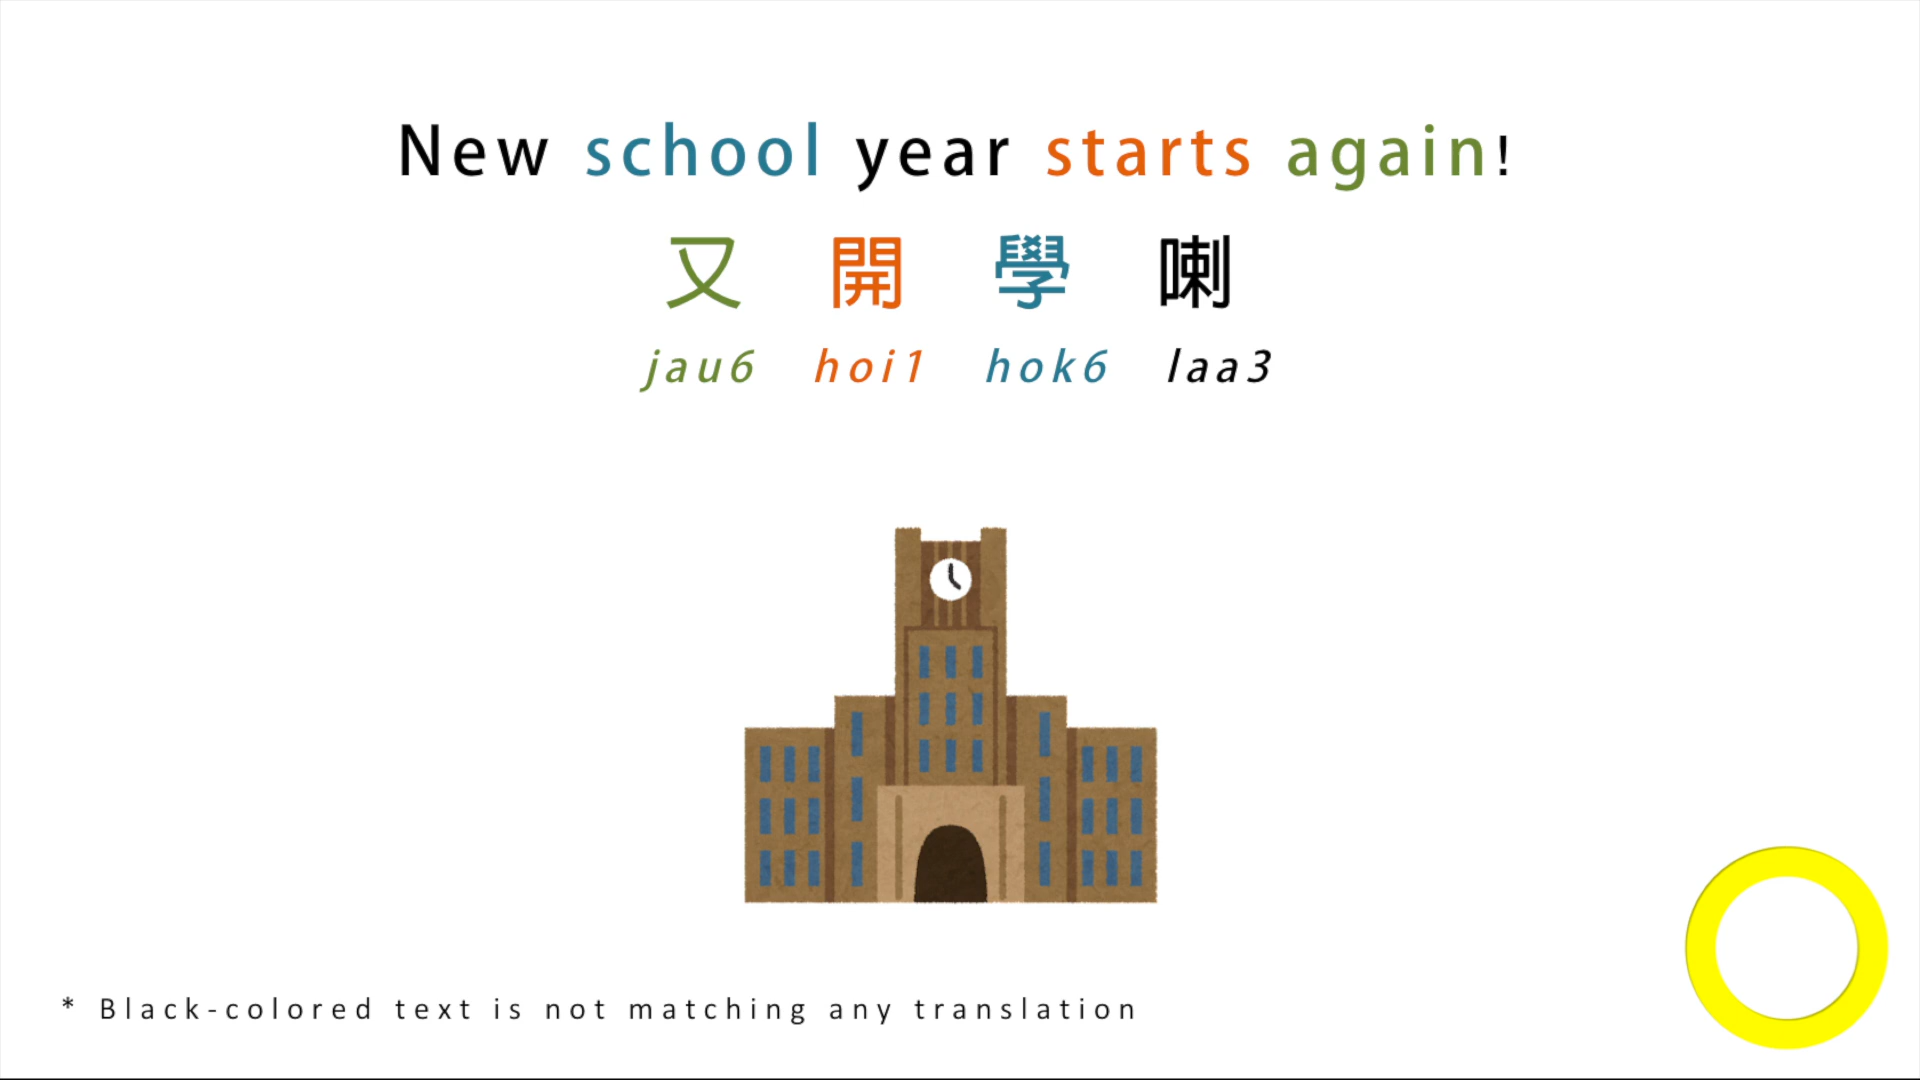 New school year starts again!
又 開 學 喇
jau6 hoi1 hok6 laa3
* Black-colored text is not matching any translation